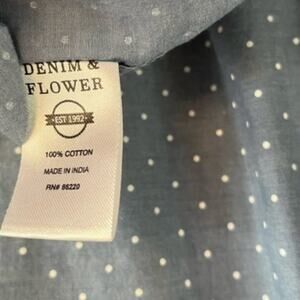 DENIM &
FLOWER
EST 1992
100% COTTON
MADE IN INDIA
RN# 86220